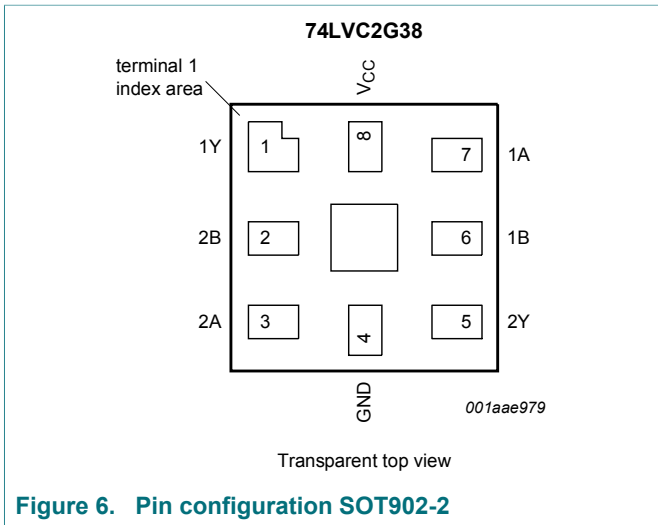 74LVC2G38
terminal 1
index area
VCC
1Y 1 8 7 1A
2B 2 6 1B
2A 3 4 5 2Y
GND
001aae979
Transparent top view
Figure 6. Pin configuration SOT902-2